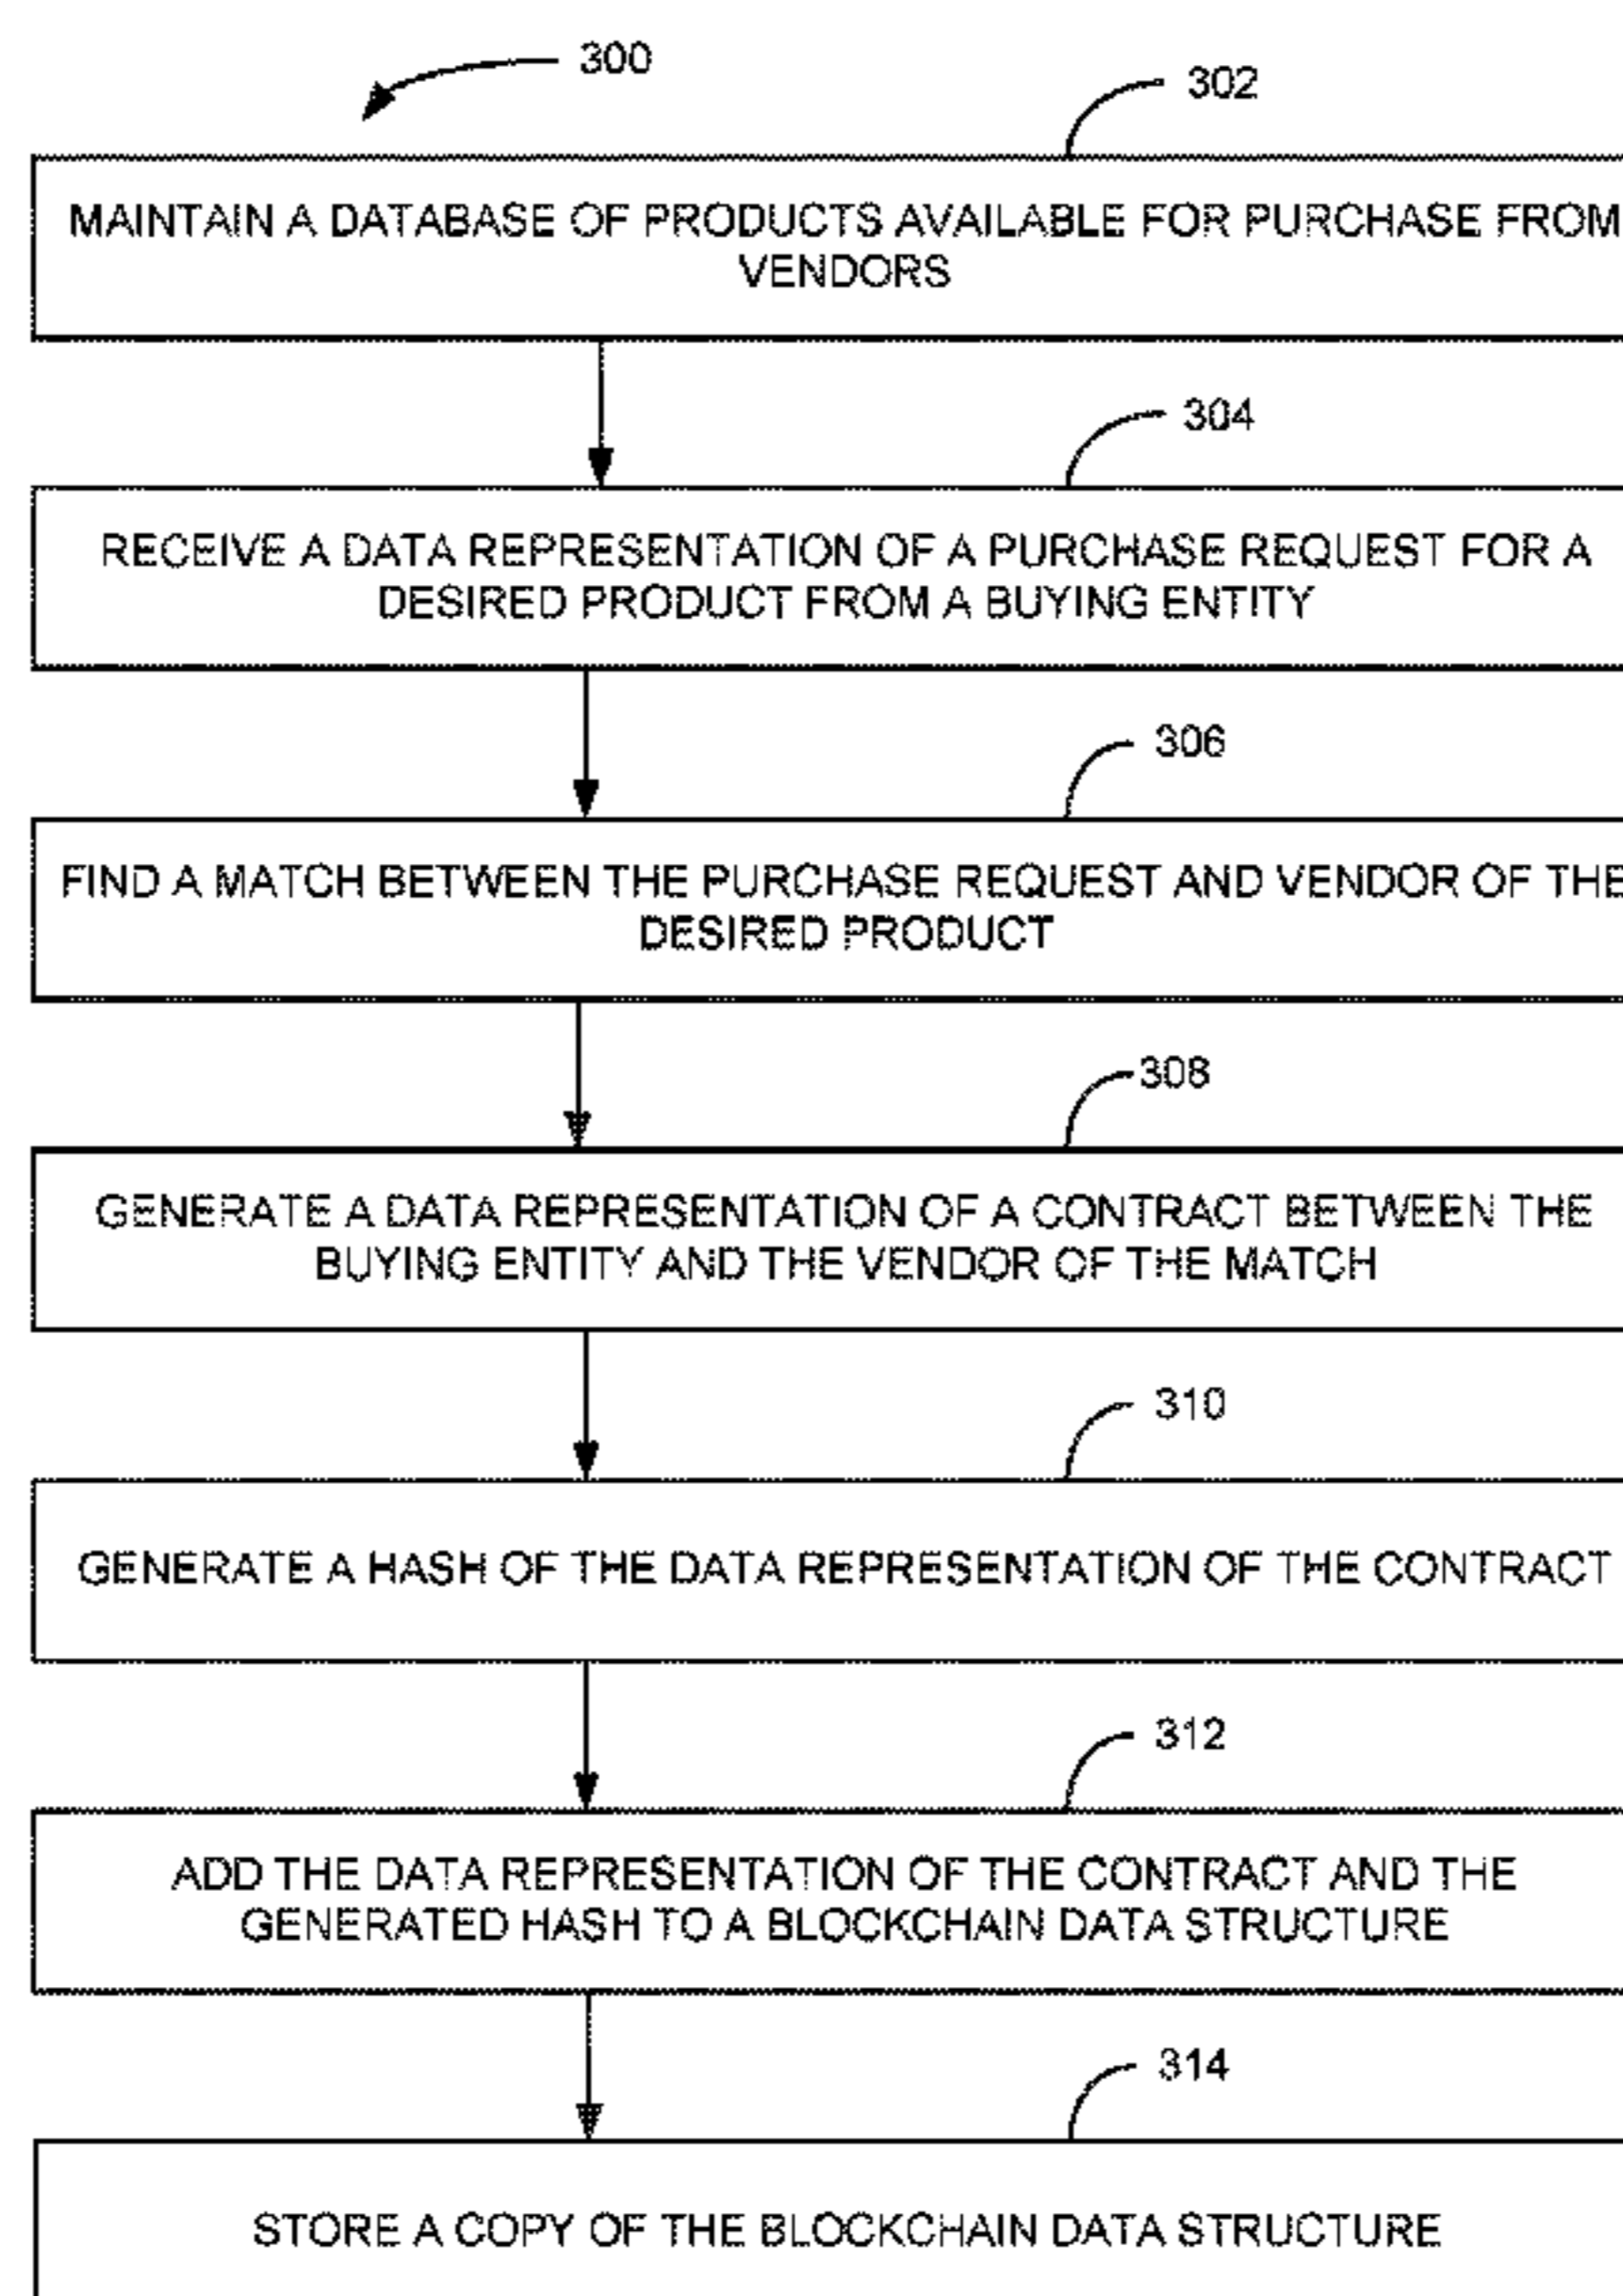 300
302
MAINTAIN A DATABASE OF PRODUCTS AVAILABLE FOR PURCHASE FROM
VENDORS
304
RECEIVE A DATA REPRESENTATION OF A PURCHASE REQUEST FOR A
DESIRED PRODUCT FROM A BUYING ENTITY
306
FIND A MATCH BETWEEN THE PURCHASE REQUEST AND VENDOR OF THE
DESIRED PRODUCT
308
GENERATE A DATA REPRESENTATION OF A CONTRACT BETWEEN THE
BUYING ENTITY AND THE VENDOR OF THE MATCH
310
GENERATE A HASH OF THE DATA REPRESENTATION OF THE CONTRACT
312
ADD THE DATA REPRESENTATION OF THE CONTRACT AND THE
GENERATED HASH TO A BLOCKCHAIN DATA STRUCTURE
314
STORE A COPY OF THE BLOCKCHAIN DATA STRUCTURE